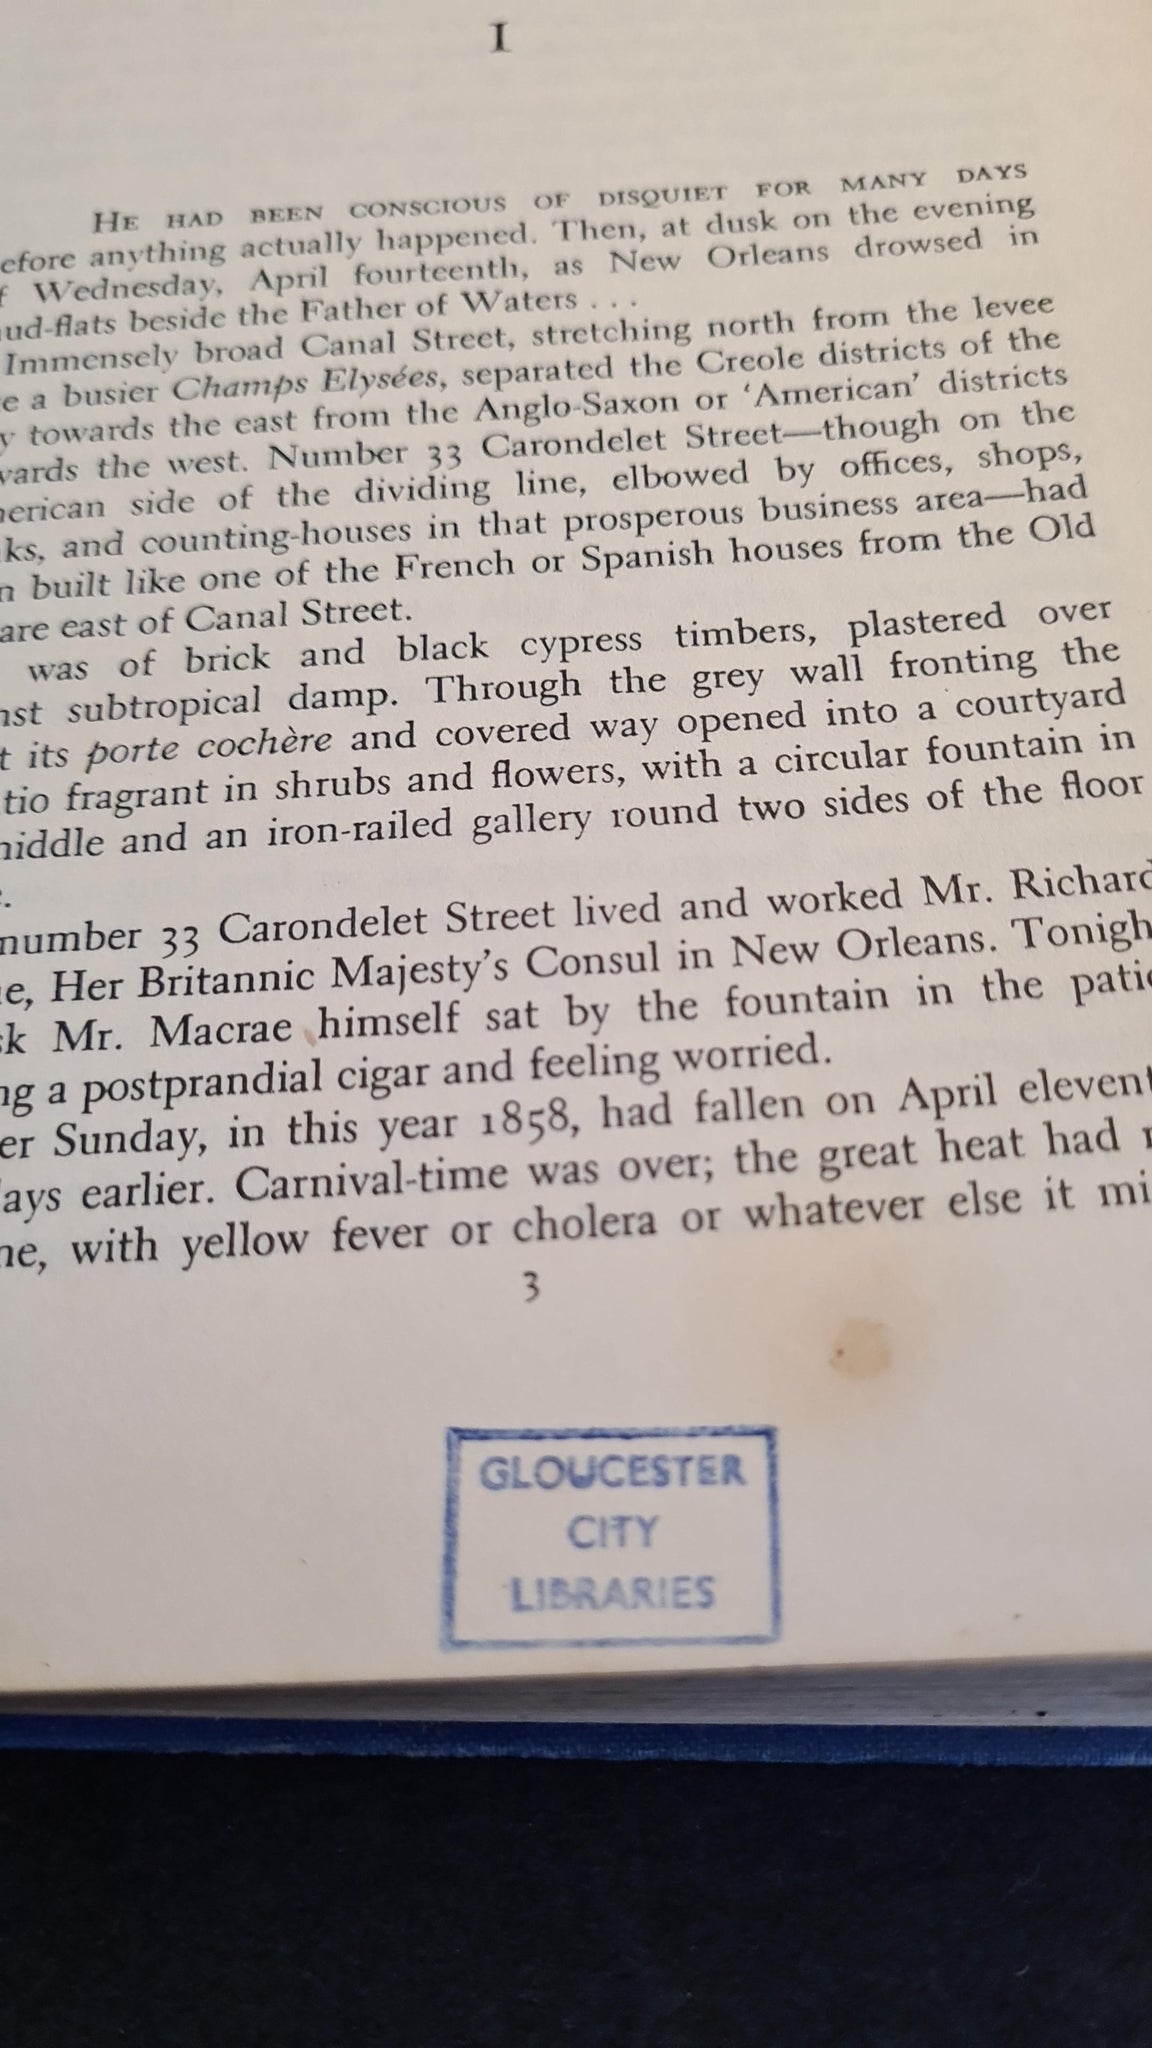 I
HE HAD BEEN CONSCIOUS OF DISQUIET FOR MANY DAYS
efore anything actually happened. Then, at dusk on the evening
f Wednesday, April fourteenth, as New Orleans drowsed in
ud-flats beside the Father of Waters . . .
Immensely broad Canal Street, stretching north from the levee
e a busier Champs Elysées, separated the Creole districts of the
y towards the east from the Anglo-Saxon or ‘American’ districts
wards the west. Number 33 Carondelet Street—though on the
nerican side of the dividing line, elbowed by offices, shops,
ks, and counting-houses in that prosperous business area—had
n built like one of the French or Spanish houses from the Old
are east of Canal Street.
was of brick and black cypress timbers, plastered over
nst subtropical damp. Through the grey wall fronting the
t its porte cochère and covered way opened into a courtyard
tio fragrant in shrubs and flowers, with a circular fountain in
niddle and an iron-railed gallery round two sides of the floor
.
number 33 Carondelet Street lived and worked Mr. Richard
e, Her Britannic Majesty’s Consul in New Orleans. Tonigh
sk Mr. Macrae himself sat by the fountain in the patio
ng a postprandial cigar and feeling worried.
er Sunday, in this year 1858, had fallen on April elevent
days earlier. Carnival-time was over; the great heat had
ne, with yellow fever or cholera or whatever else it mi
3
GLOUCESTER
CITY
LIBRARIES